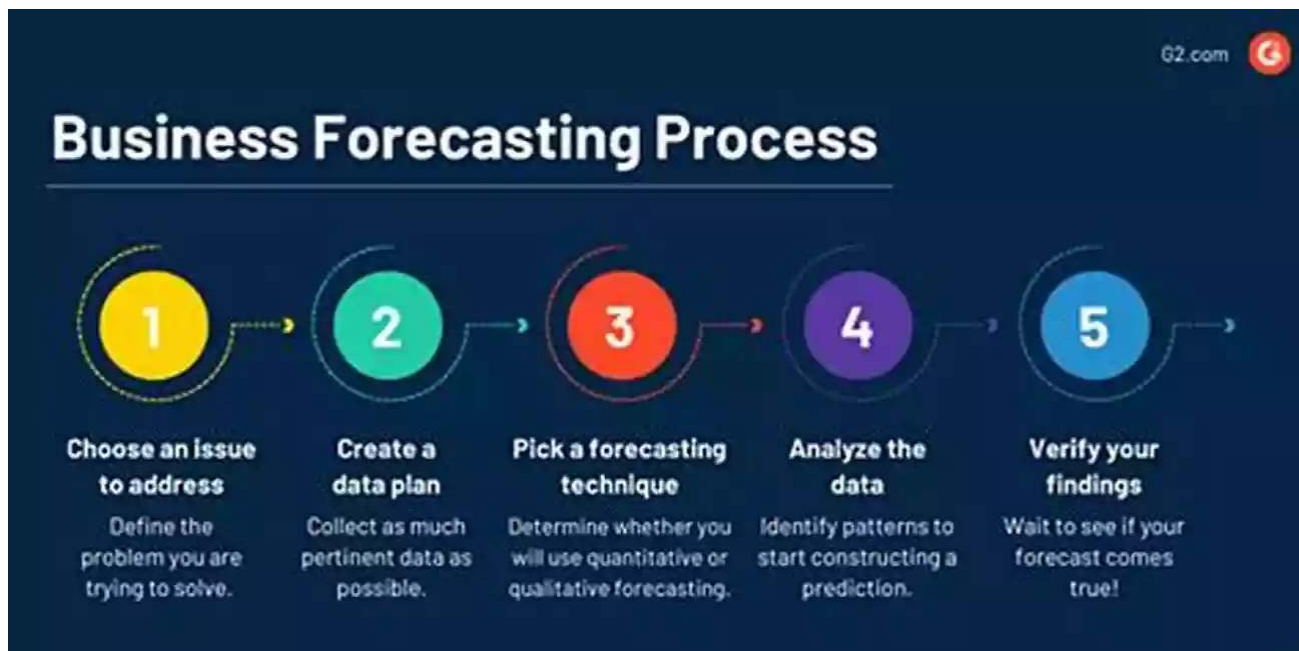 G2.com
Business Forecasting Process
1
2
3
4
5
Choose an issue
to address
Define the
problem you are
trying to solve.
Create a
data plan
Collect as much
pertinent data as
possible.
Pick a forecasting
technique
Determine whether you
will use quantitative or
qualitative forecasting.
Analyze the
data
Identify patterns to
start constructing a
prediction.
Verify your
findings
Wait to see if your
forecast comes
true!